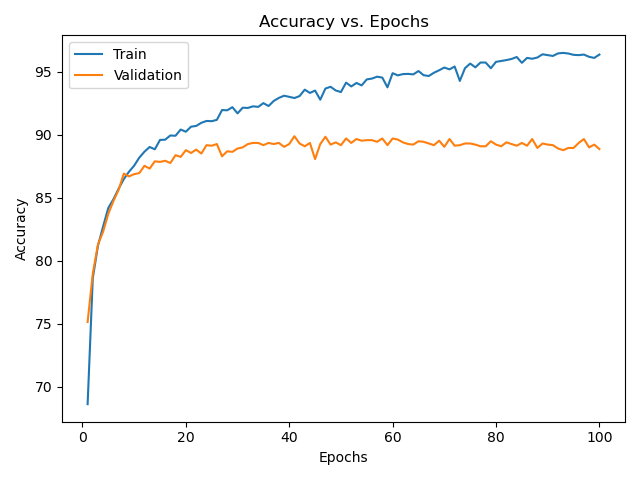 Accuracy vs. Epochs
Train
Validation
95
90
85
80
75
70
Accuracy
0 20 40 60 80 100
Epochs